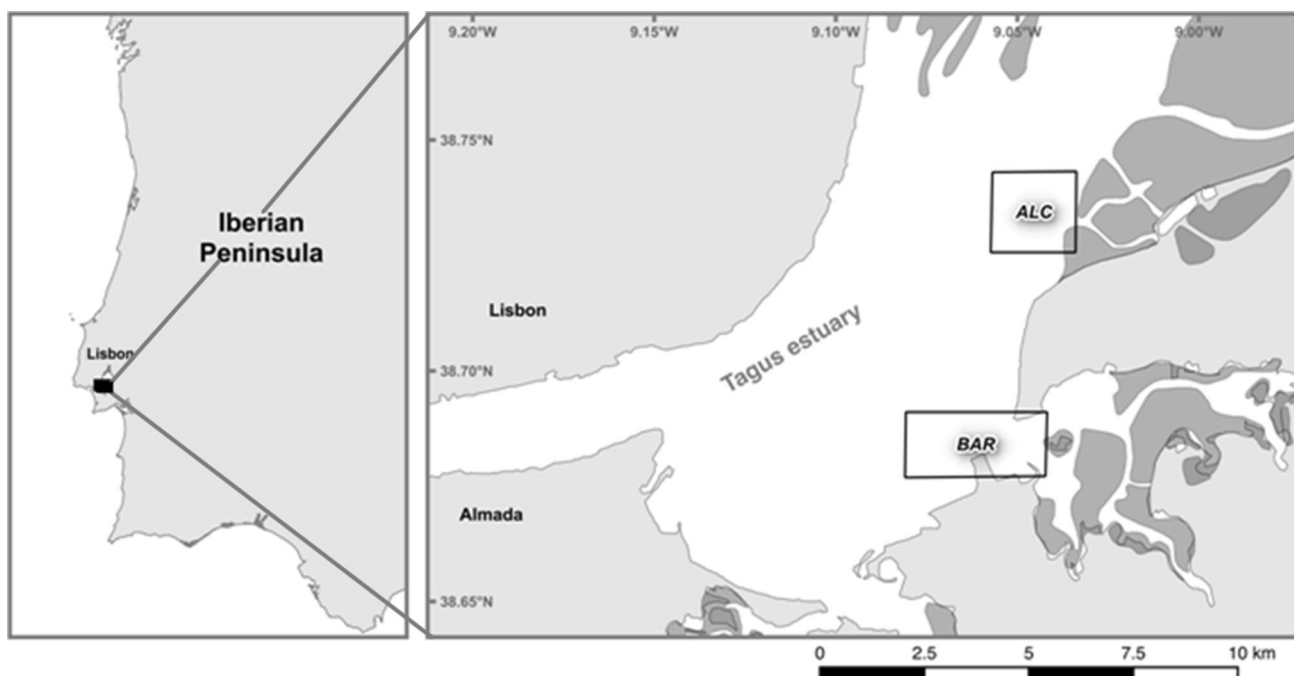 9.20°W 9.15°W 9.10°W 9.05°W 9.00°W
38.75°N
Iberian
Peninsula
ALC
Lisbon
Tagus estuary
Lisbon
38.70°N
BAR
Almada
38.65°N
0 2.5 5 7.5 10 km